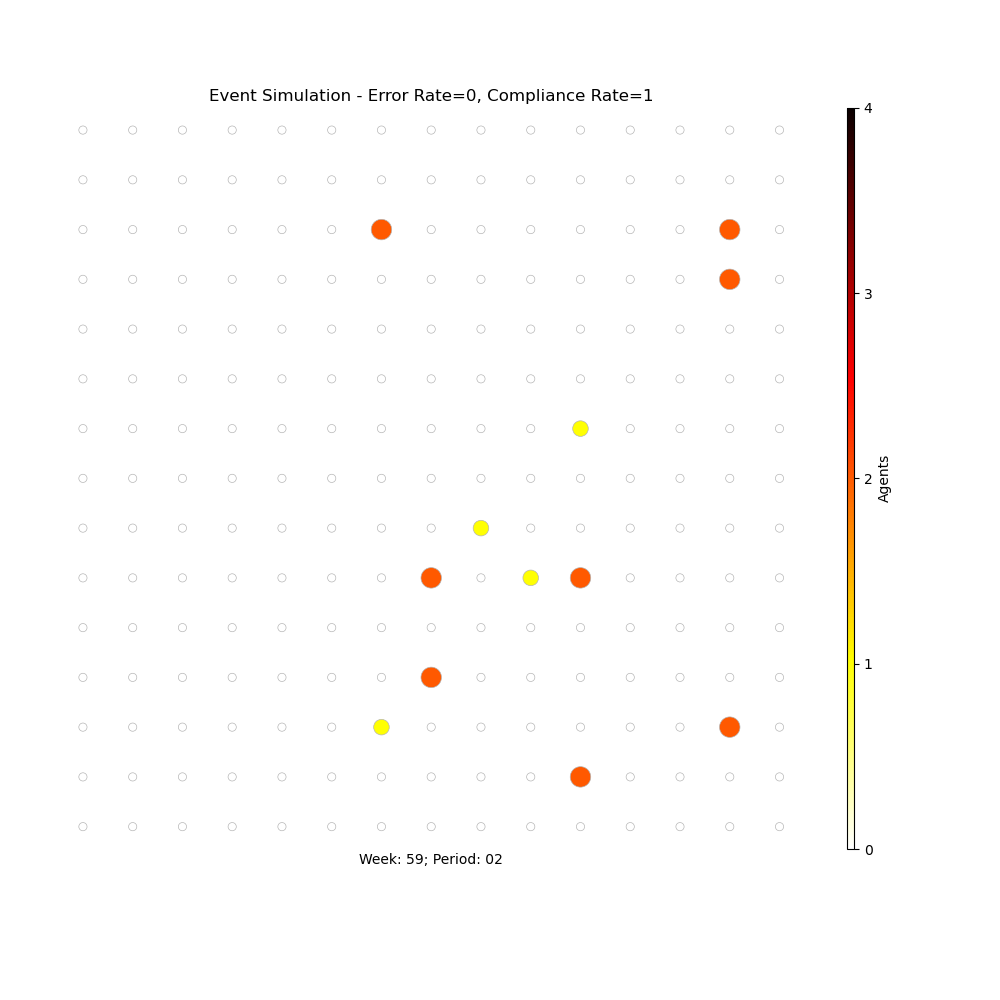 Event Simulation - Error Rate=0, Compliance Rate=1
4
3
2
1
0
Agents
Week: 59; Period: 02